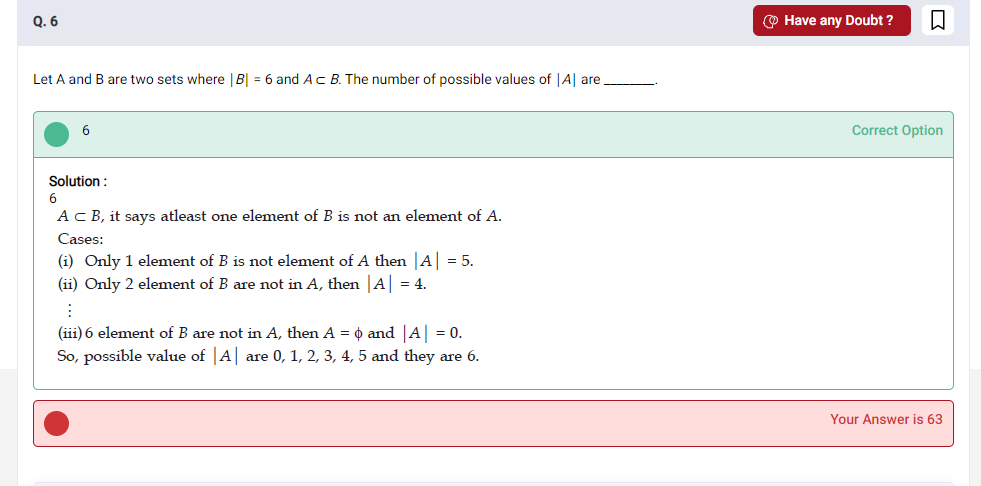 Q. 6
Have any Doubt ?
Let A and B are two sets where |B| = 6 and A ⊂ B. The number of possible values of |A| are ________.
6
Correct Option
Solution :
6
A ⊂ B, it says atleast one element of B is not an element of A.
Cases:
(i) Only 1 element of B is not element of A then |A| = 5.
(ii) Only 2 element of B are not in A, then |A| = 4.
⋮
(iii) 6 element of B are not in A, then A = ϕ and |A| = 0.
So, possible value of |A| are 0, 1, 2, 3, 4, 5 and they are 6.
Your Answer is 63